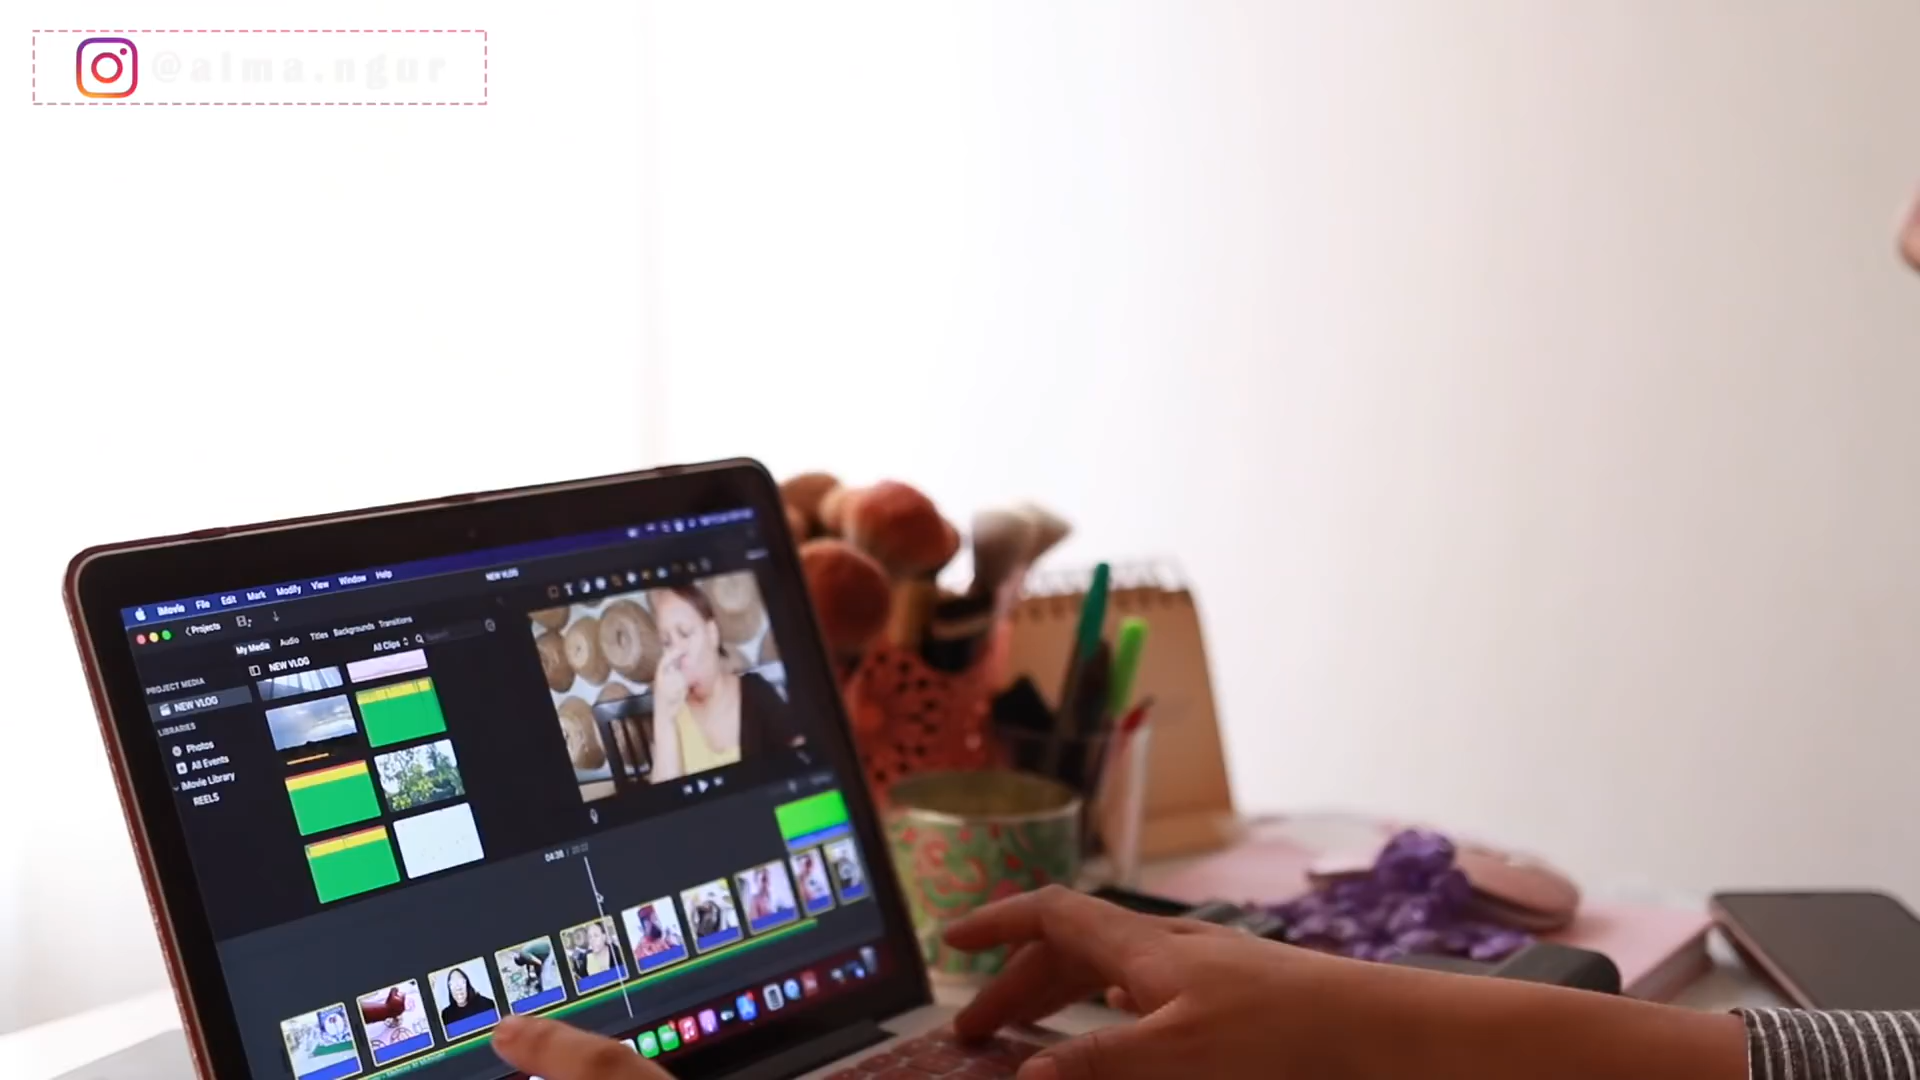 @alma.ngur
iMovie File Edit Mark Modify View Window Help
Projects
NEW VLOG
My Media Audio Titles Backgrounds Transitions
All Clips
NEW VLOG
PROJECT MEDIA
NEW VLOG
LIBRARIES
Photos
All Events
iMovie Library
REELS